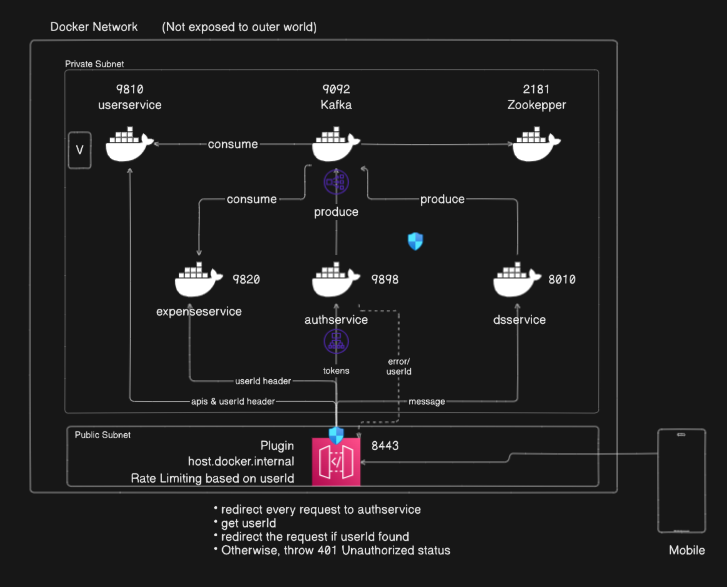 Docker Network (Not exposed to outer world)
Private Subnet
9810
userservice
9092
Kafka
2181
Zookepper
V
consume
consume
produce
produce
9820
expenseservice
9898
authservice
8010
dsservice
tokens
error/
userId
userId header
apis & userId header
message
Public Subnet
Plugin
host.docker.internal
Rate Limiting based on userId
8443
• redirect every request to authservice
• get userId
• redirect the request if userId found
• Otherwise, throw 401 Unauthorized status
Mobile